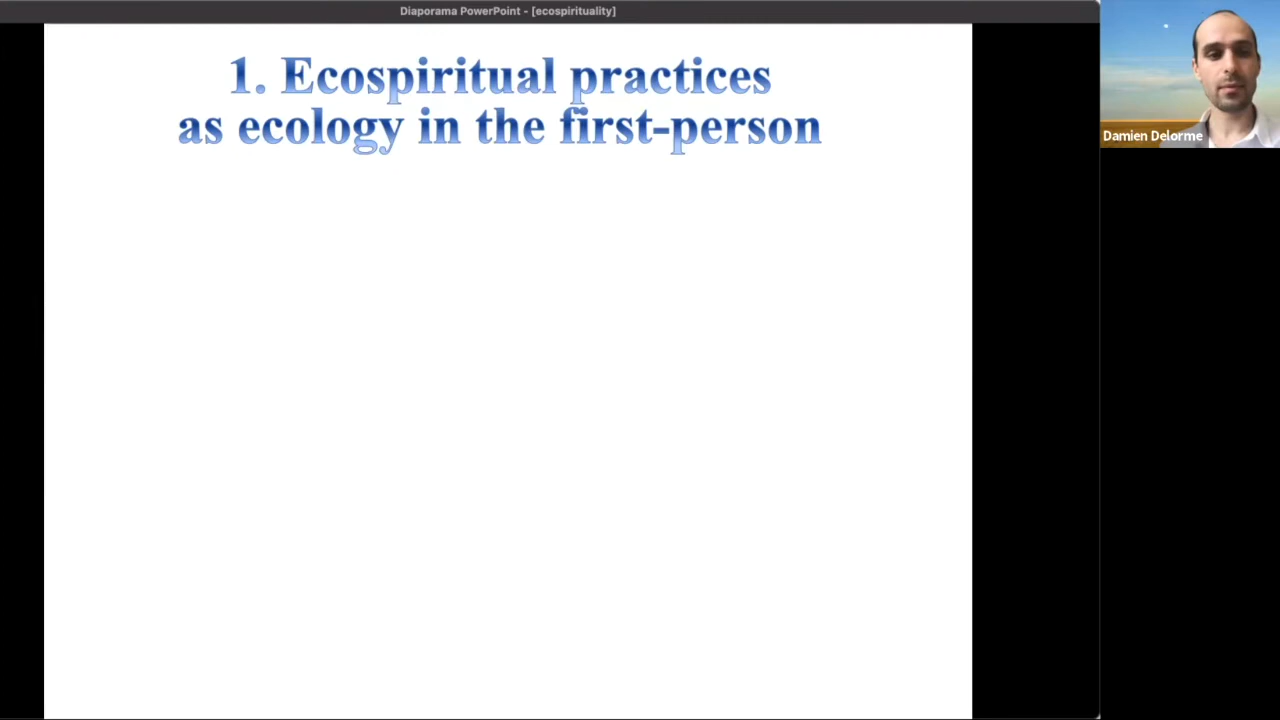 Diaporama PowerPoint - [ecospirituality]
1. Ecospiritual practices
as ecology in the first-person
Damien Delorme